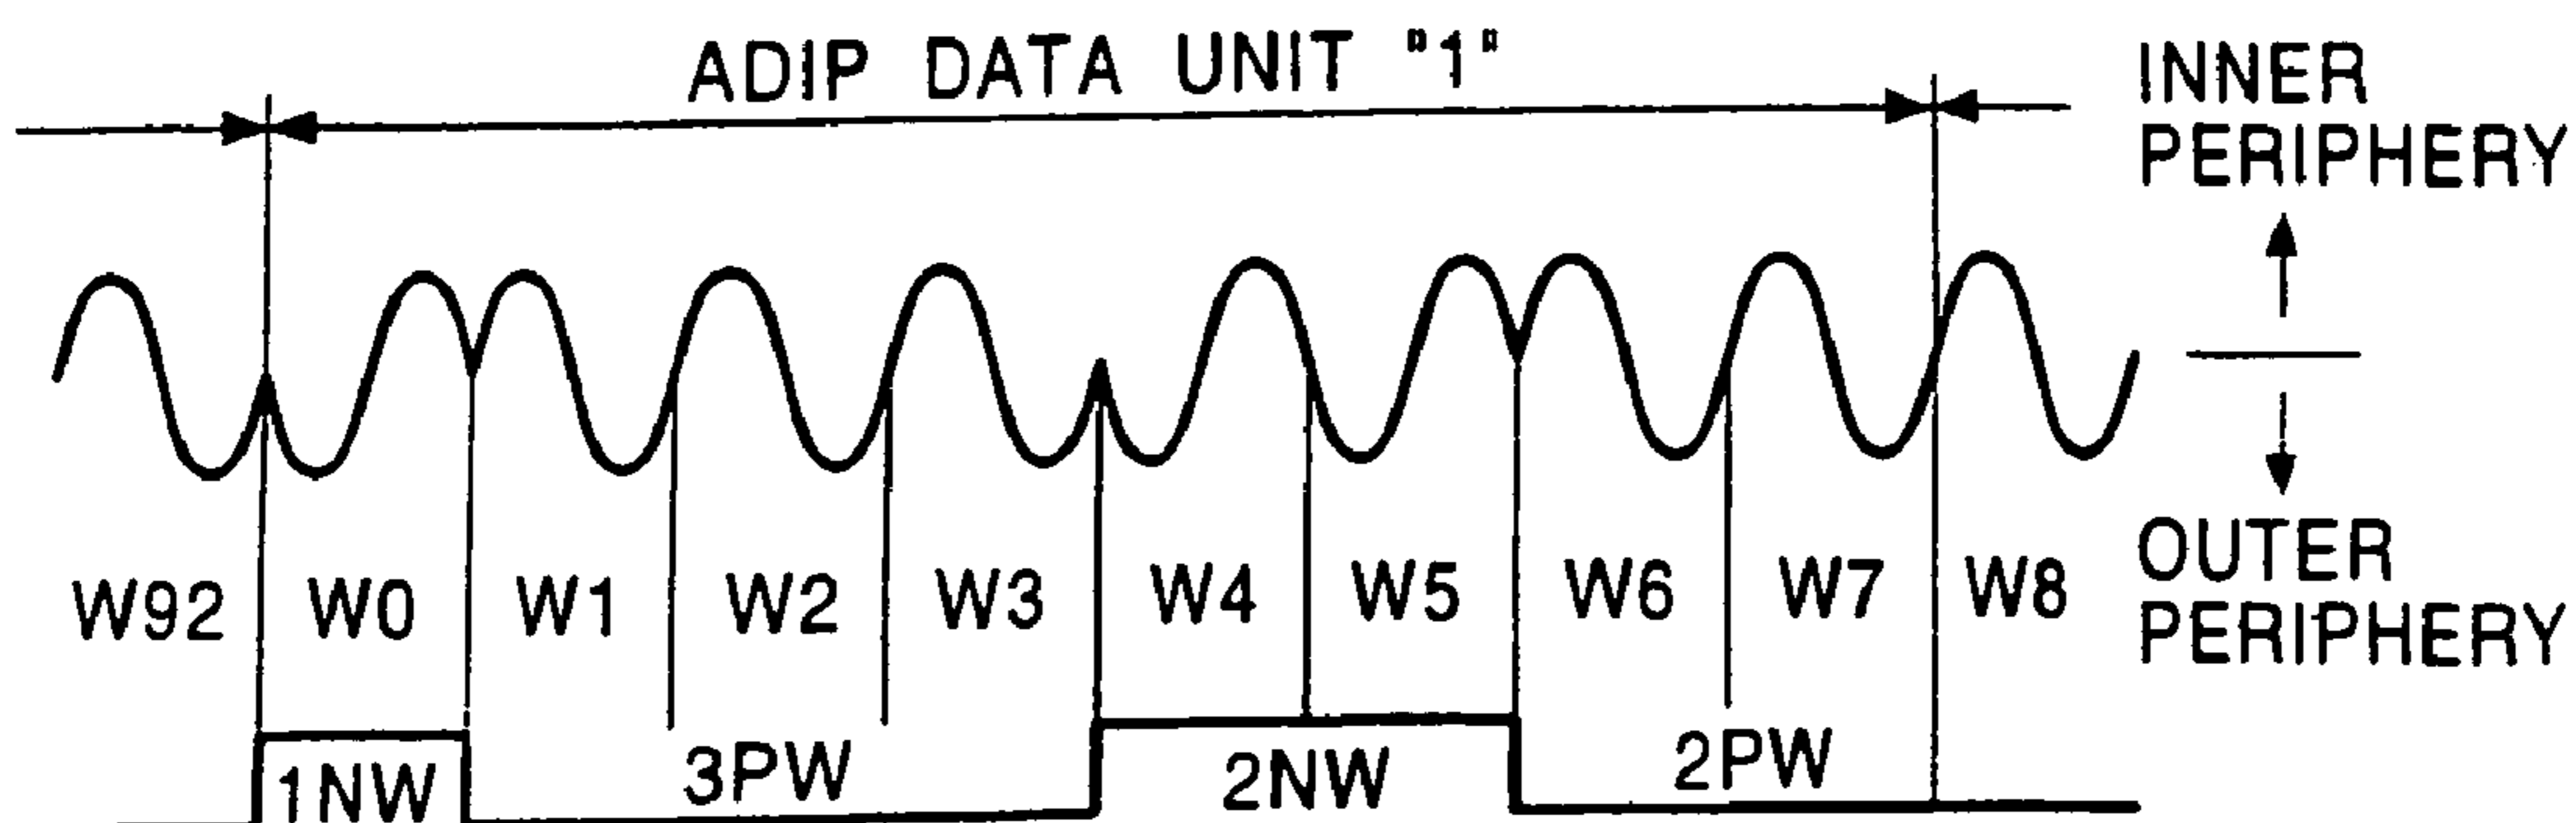 ADIP DATA UNIT "1"
INNER
PERIPHERY
OUTER
PERIPHERY
W92 W0 W1 W2 W3 W4 W5 W6 W7 W8
1NW 3PW 2NW 2PW